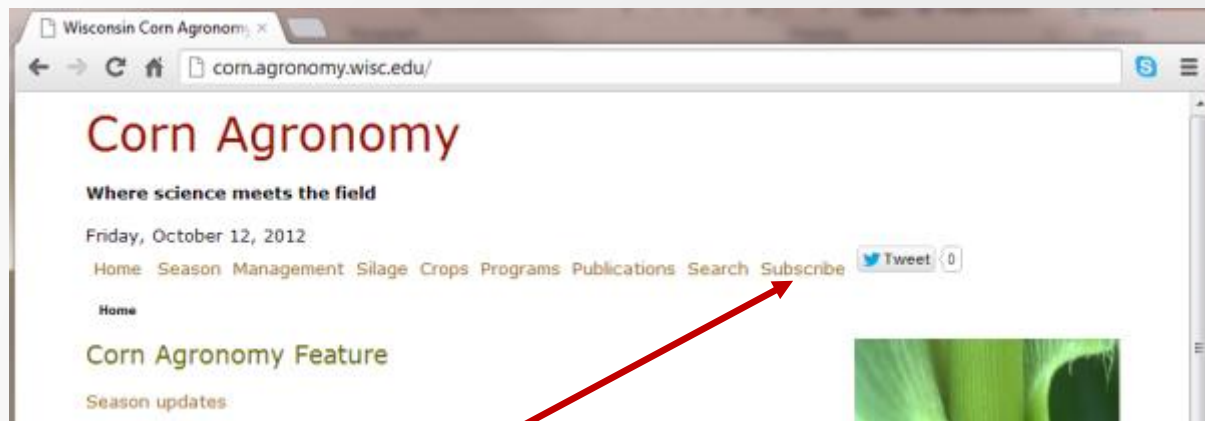 Wisconsin Corn Agronomy
corn.agronomy.wisc.edu/
Corn Agronomy
Where science meets the field
Friday, October 12, 2012
Home Season Management Silage Crops Programs Publications Search Subscribe Tweet 0
Home
Corn Agronomy Feature
Season updates